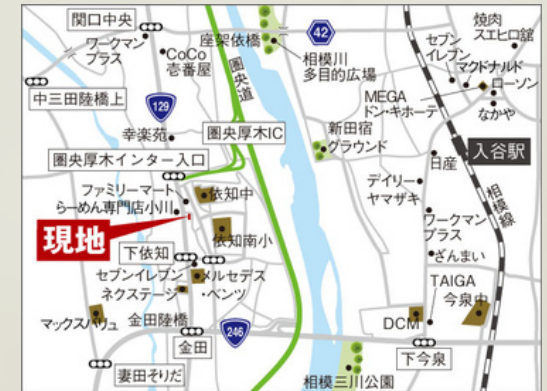 関口中央
ワークマン
プラス
CoCo
壱番屋
座架依橋
圏央道
42
相模川
多目的広場
焼肉
スエヒロ館
セブン
イレブン
マクドナルド
ローソン
MEGA
ドン・キホーテ
なかや
中三田陸橋上
129
幸楽苑
圏央厚木IC
新田宿
グラウンド
入谷駅
相模線
日産
圏央厚木インター入口
ファミリーマート
らーめん専門店小川
依知中
現地
依知南小
デイリー
ヤマザキ
ワークマン
プラス
ざんまい
下依知
セブンイレブン
ネクステージ
メルセデス
・ベンツ
TAIGA
今泉中
マックスバリュ
金田陸橋
DCM
金田
246
下今泉
妻田そりだ
相模三川公園